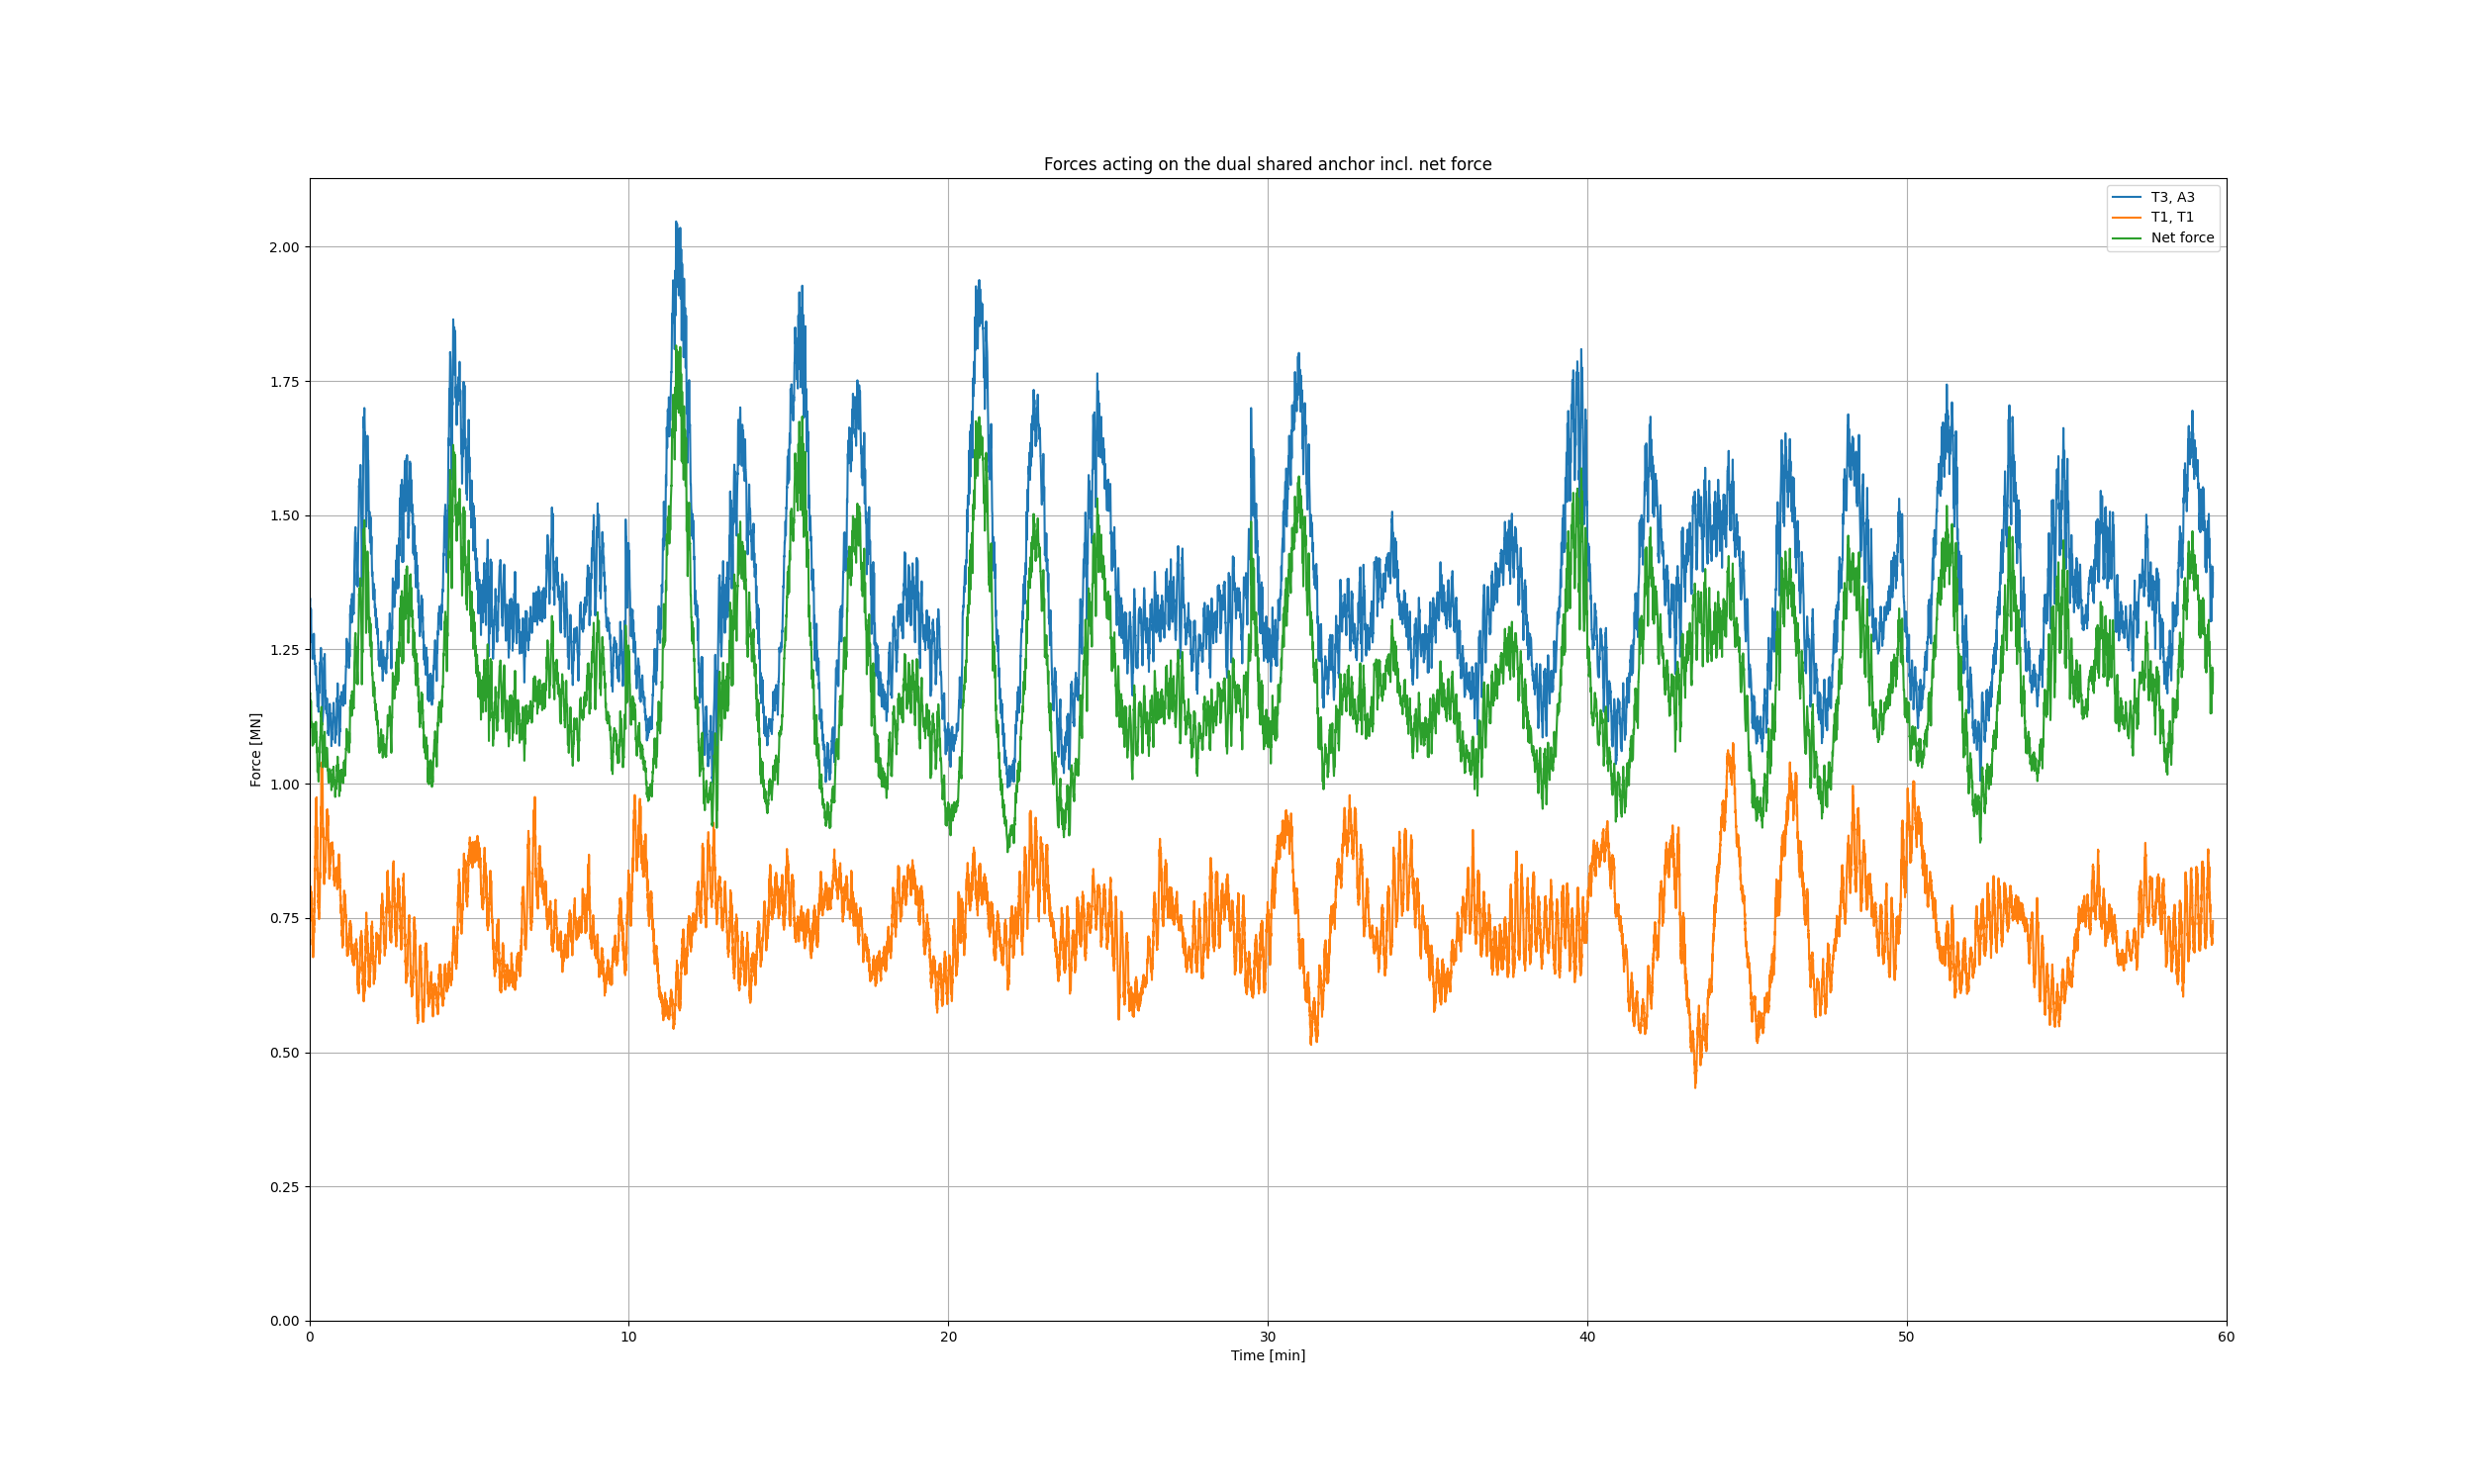 Forces acting on the dual shared anchor incl. net force
T3, A3
T1, T1
Net force
Force [MN]
2.00
1.75
1.50
1.25
1.00
0.75
0.50
0.25
0.00
0 10 20 30 40 50 60
Time [min]